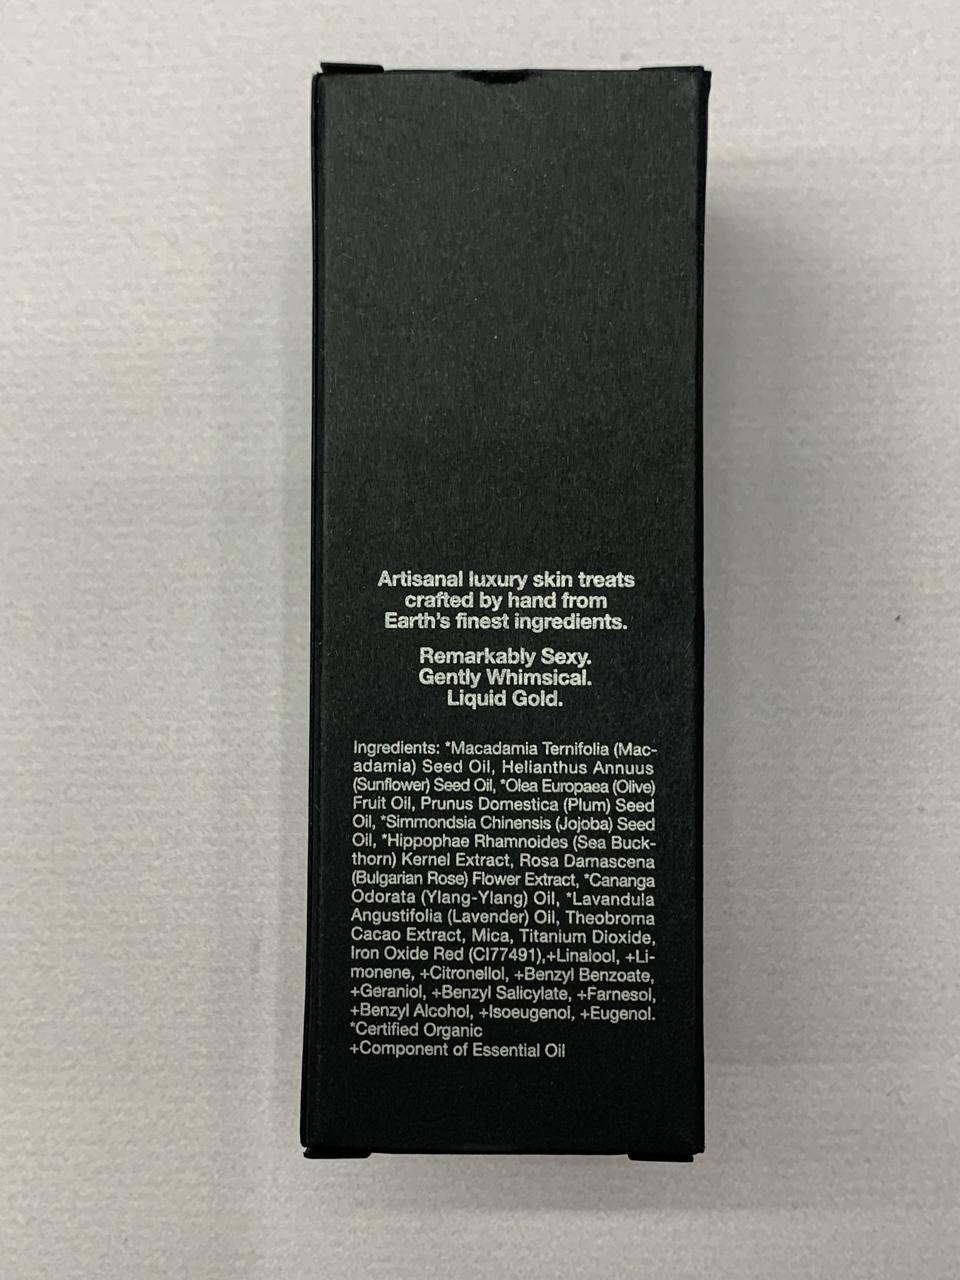 Artisanal luxury skin treats
crafted by hand from
Earth's finest ingredients.
Remarkably Sexy.
Gently Whimsical.
Liquid Gold.
Ingredients: *Macadamia Ternifolia (Mac-
adamia) Seed Oil, Helianthus Annuus
(Sunflower) Seed Oil, *Olea Europaea (Olive)
Fruit Oil, Prunus Domestica (Plum) Seed
Oil, *Simmondsia Chinensis (Jojoba) Seed
Oil, *Hippophae Rhamnoides (Sea Buck-
thorn) Kernel Extract, Rosa Damascena
(Bulgarian Rose) Flower Extract, *Cananga
Odorata (Ylang-Ylang) Oil, *Lavandula
Angustifolia (Lavender) Oil, Theobroma
Cacao Extract, Mica, Titanium Dioxide,
Iron Oxide Red (CI77491),+Linalool, +Li-
monene, +Citronellol, +Benzyl Benzoate,
+Geraniol, +Benzyl Salicylate, +Farnesol,
+Benzyl Alcohol, +Isoeugenol, +Eugenol.
*Certified Organic
+Component of Essential Oil